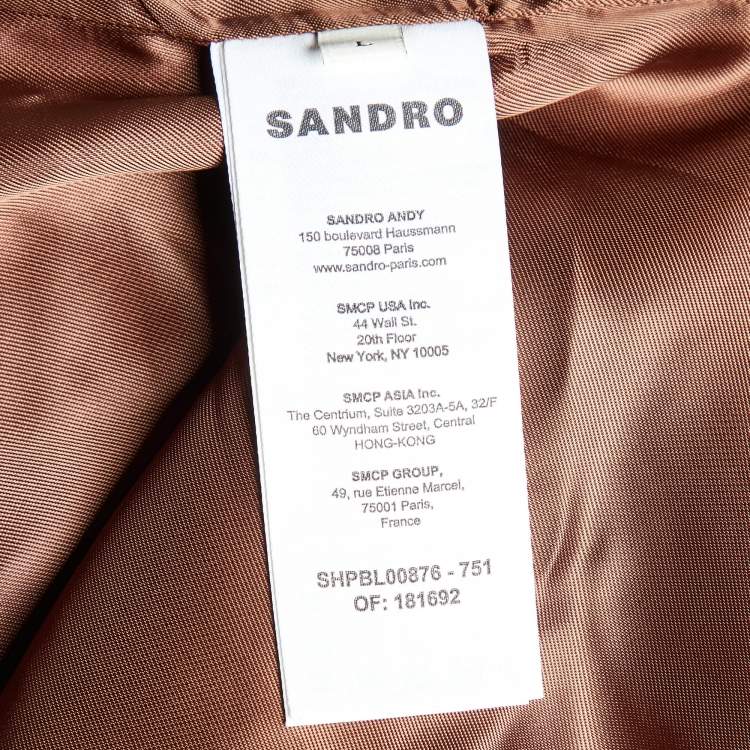 L
SANDRO
SANDRO ANDY
150 boulevard Haussmann
75008 Paris
www.sandro-paris.com
SMCP USA Inc.
44 Wall St.
20th Floor
New York, NY 10005
SMCP ASIA Inc.
The Centrium, Suite 3203A-5A, 32/F
60 Wyndham Street, Central
HONG-KONG
SMCP GROUP,
49, rue Etienne Marcel,
75001 Paris,
France
SHPBL00876 - 751
OF: 181692